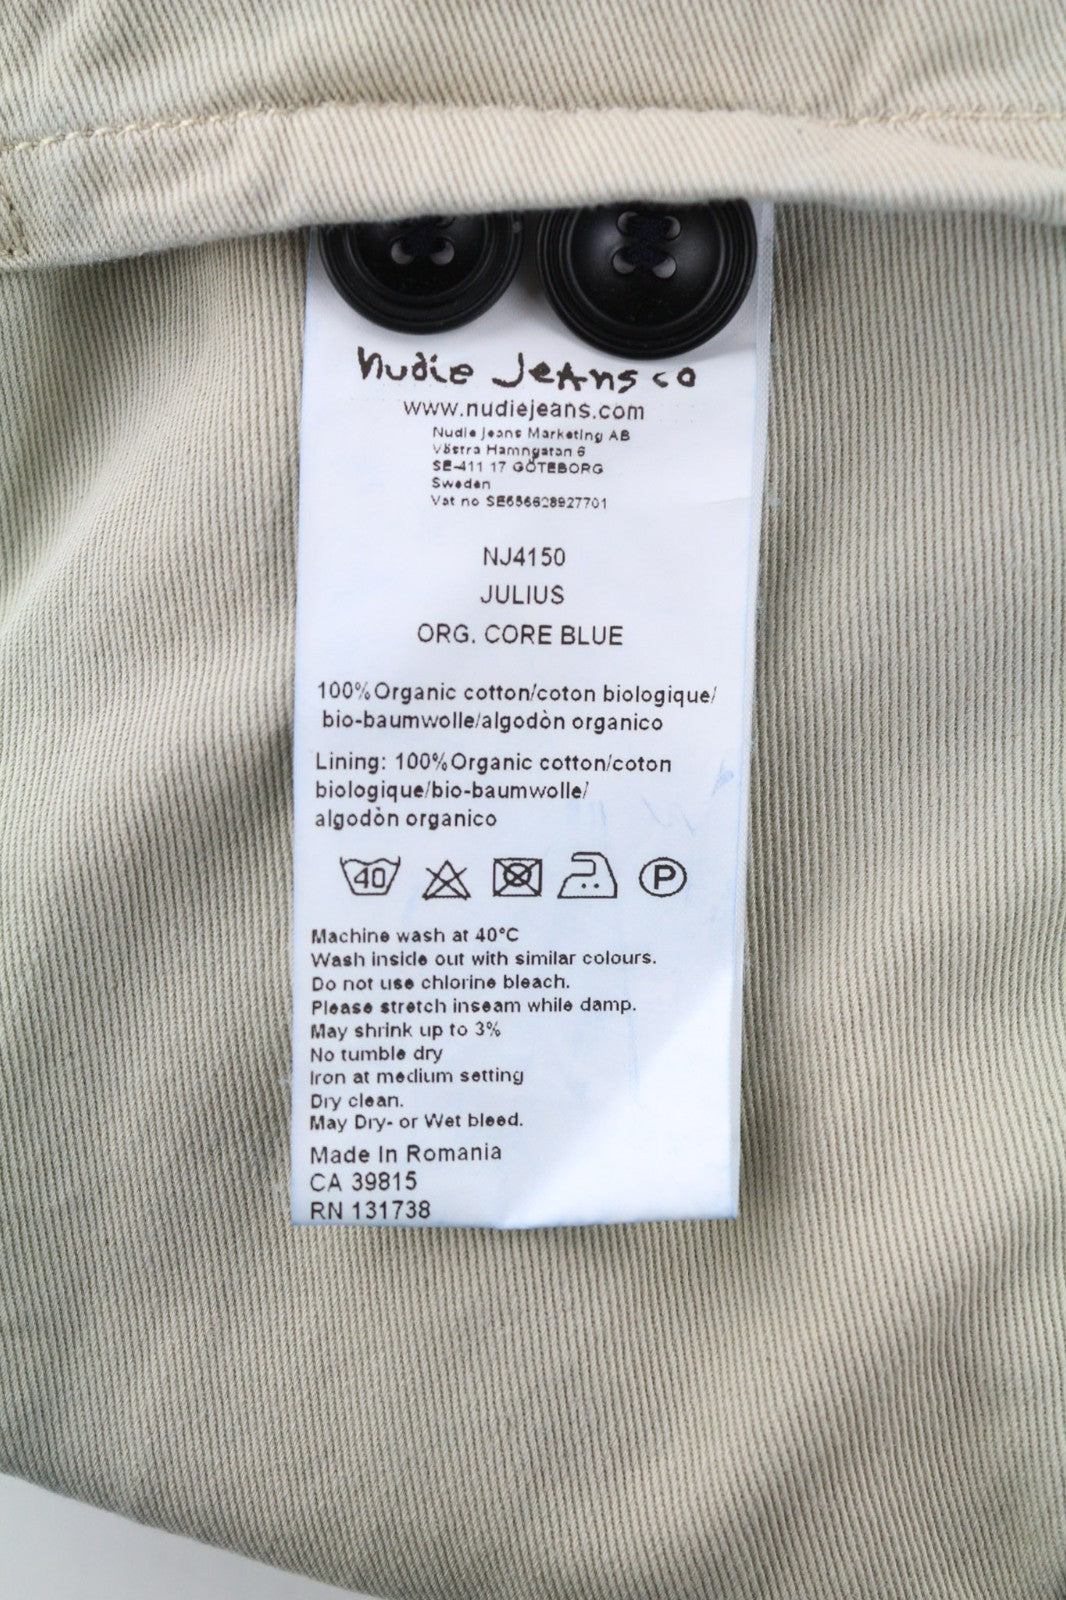 Nudie Jeans co
www.nudiejeans.com
Nudie Jeans Marketing AB
Västra Hamngatan 6
SE-411 17 GÖTEBORG
Sweden
Vat no SE556628927701
NJ4150
JULIUS
ORG. CORE BLUE
100%Organic cotton/coton biologique/
bio-baumwolle/algodòn organico
Lining: 100%Organic cotton/coton
biologique/bio-baumwolle/
algodòn organico
40 P
Machine wash at 40°C
Wash inside out with similar colours.
Do not use chlorine bleach.
Please stretch inseam while damp.
May shrink up to 3%
No tumble dry
Iron at medium setting
Dry clean.
May Dry- or Wet bleed.
Made In Romania
CA 39815
RN 131738